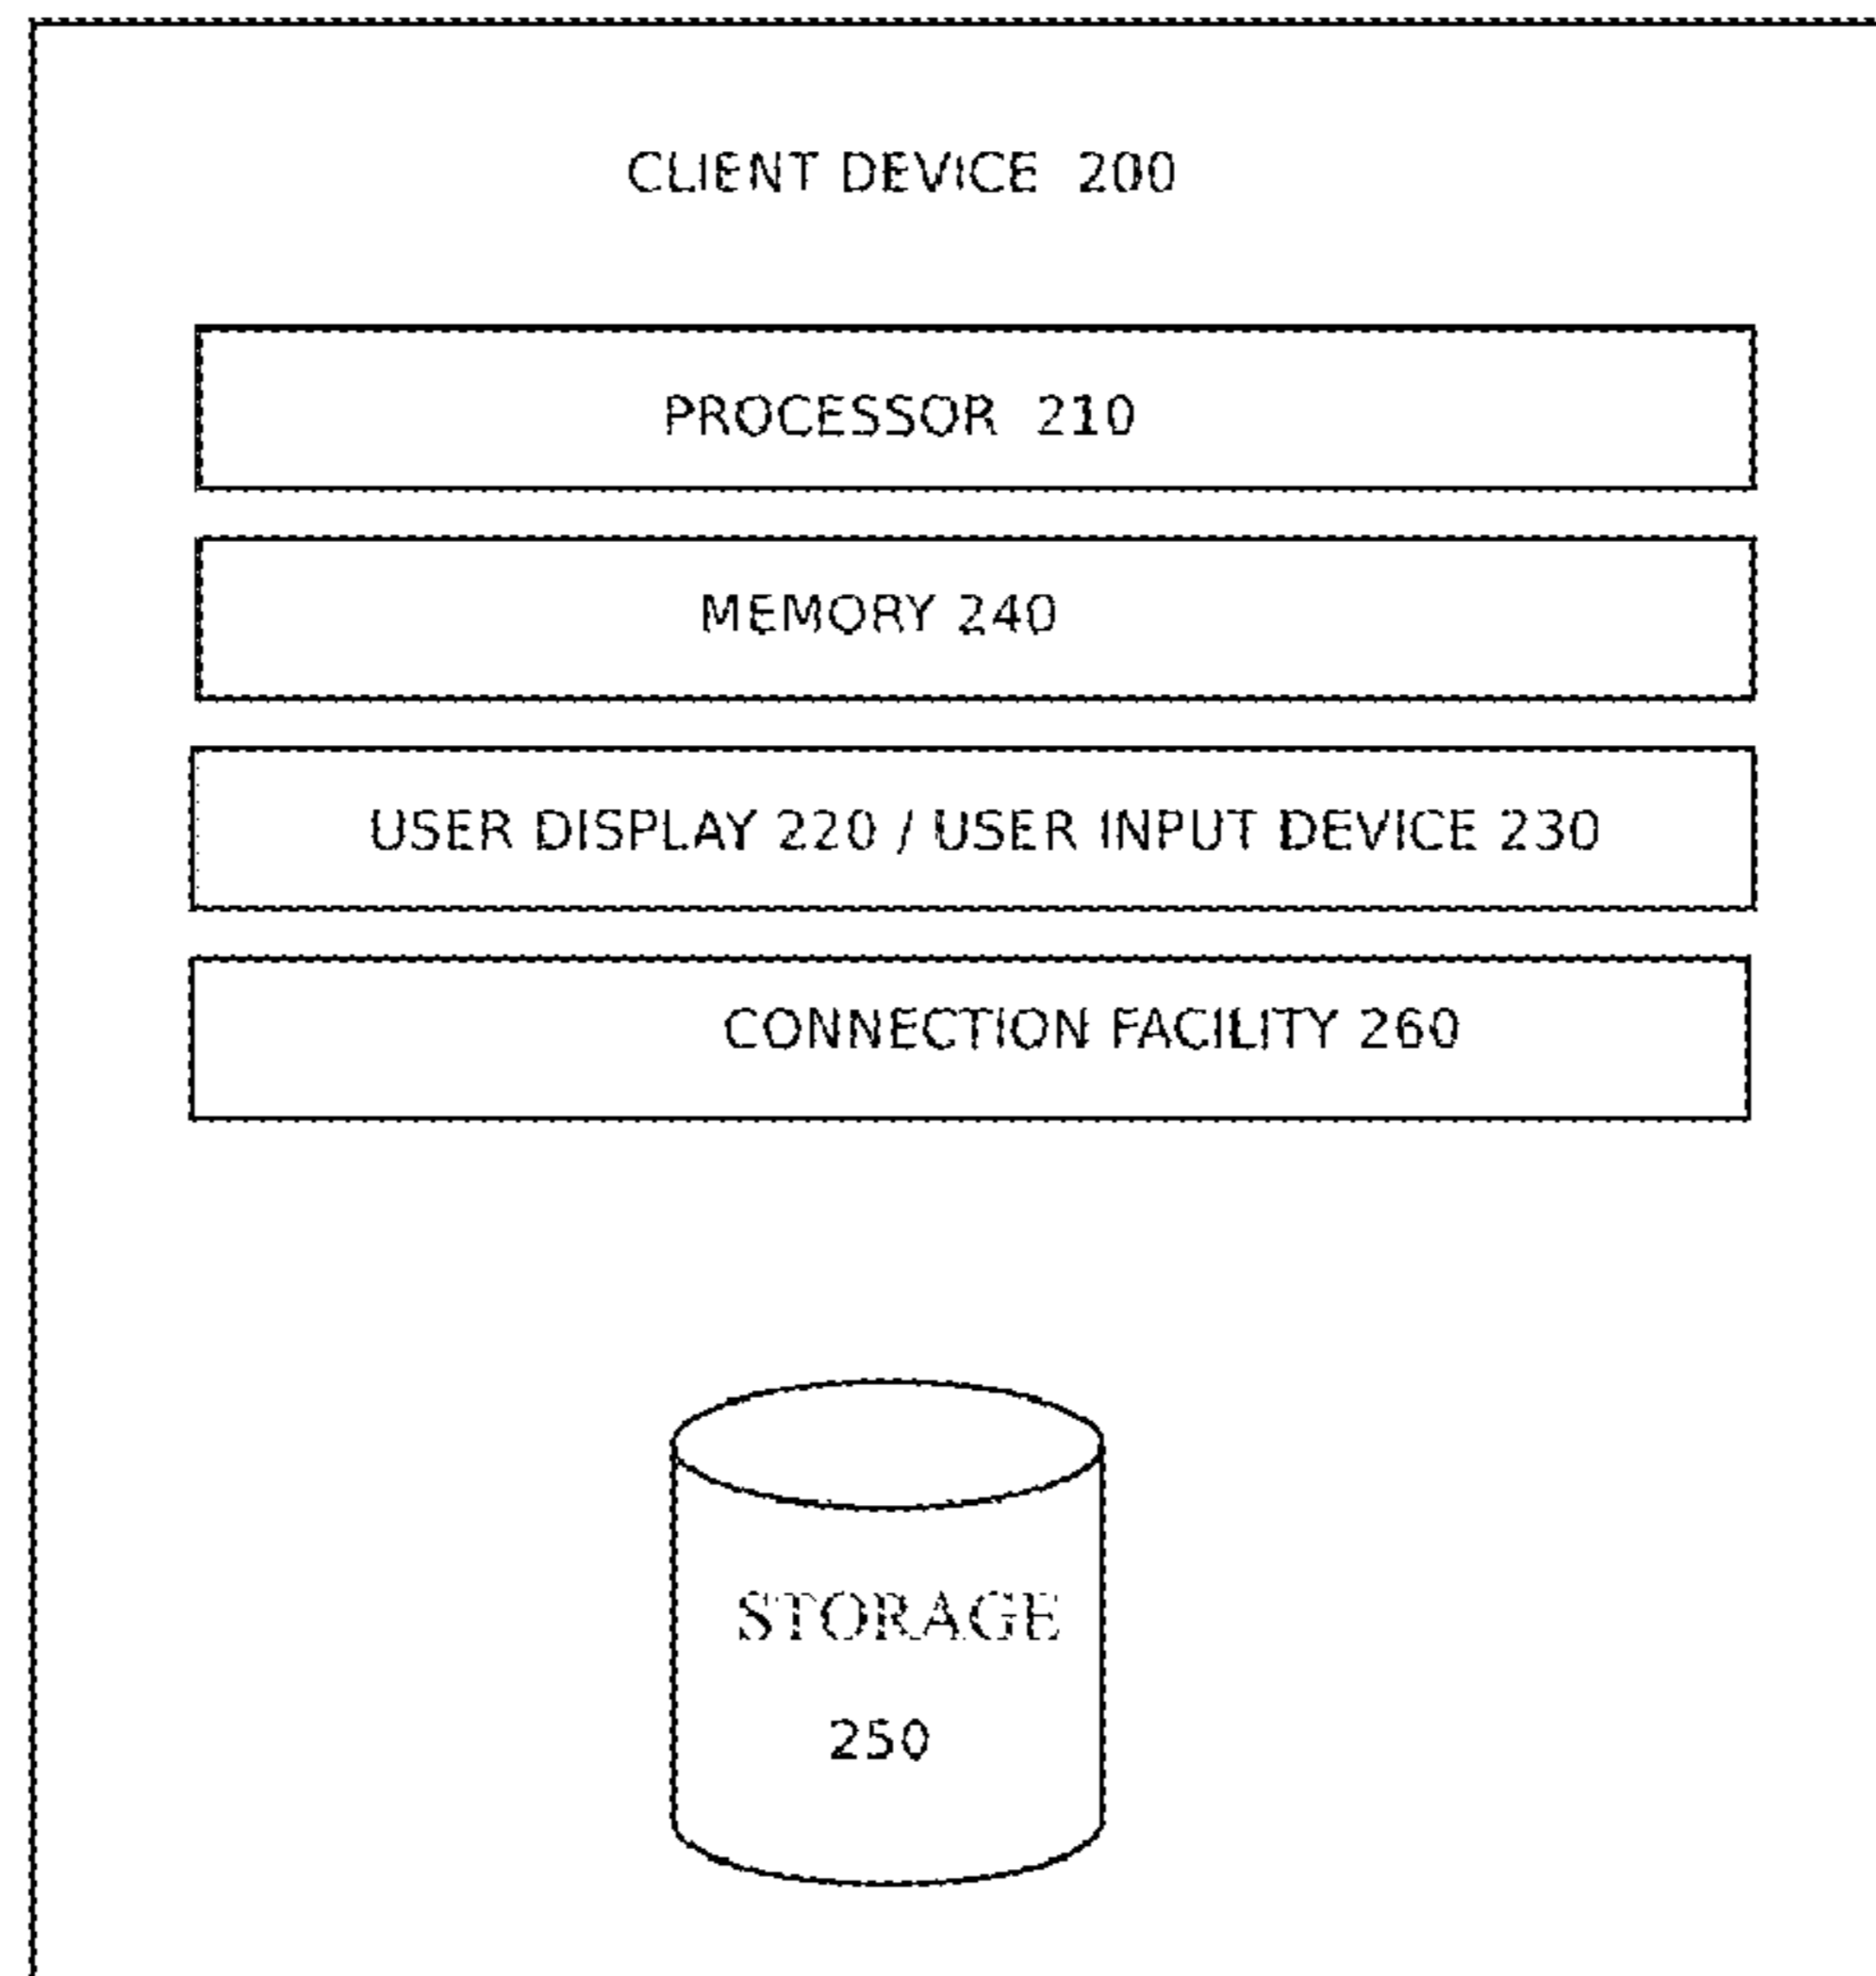 CLIENT DEVICE 200
PROCESSOR 210
MEMORY 240
USER DISPLAY 220 / USER INPUT DEVICE 230
CONNECTION FACILITY 260
STORAGE
250